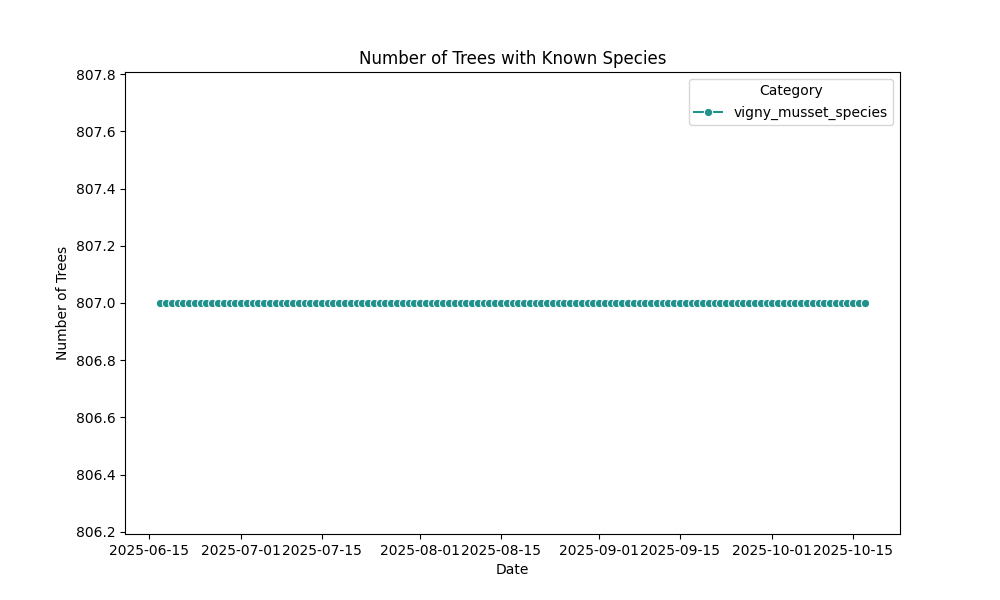 Number of Trees with Known Species
Category
vigny_musset_species
Number of Trees
807.8
807.6
807.4
807.2
807.0
806.8
806.6
806.4
806.2
2025-06-15 2025-07-01 2025-07-15 2025-08-01 2025-08-15 2025-09-01 2025-09-15 2025-10-01 2025-10-15
Date